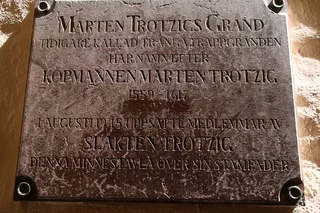 MÅRTEN TROTZIGS GRÄND
TIDIGARE KALLAD TRÅNGA TRAPPGRÄNDEN
HAR NAMN EFTER
KÖPMANNEN MÅRTEN TROTZIG
1559-1617
I AUGUSTI UPPSATTE MEDLEMMAR AV
SLÄKTEN TROTZIG
DENNA MINNESTAVLA ÖVER SIN STAMFADER